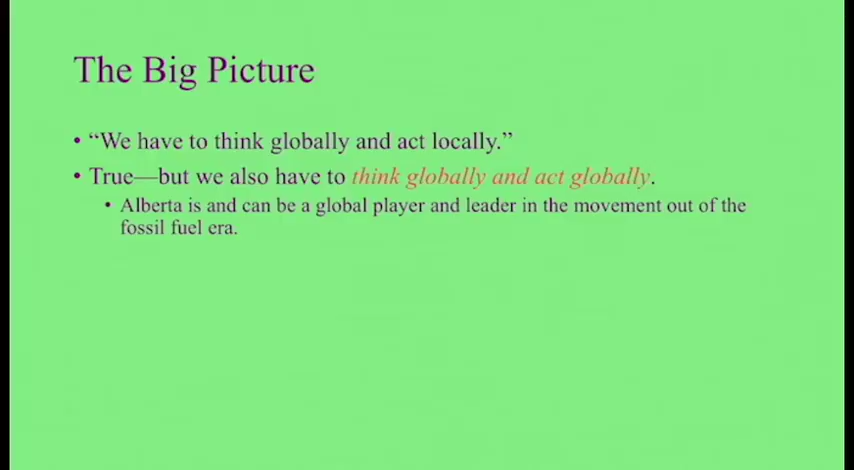 The Big Picture
• “We have to think globally and act locally.”
• True—but we also have to think globally and act globally.
• Alberta is and can be a global player and leader in the movement out of the
fossil fuel era.